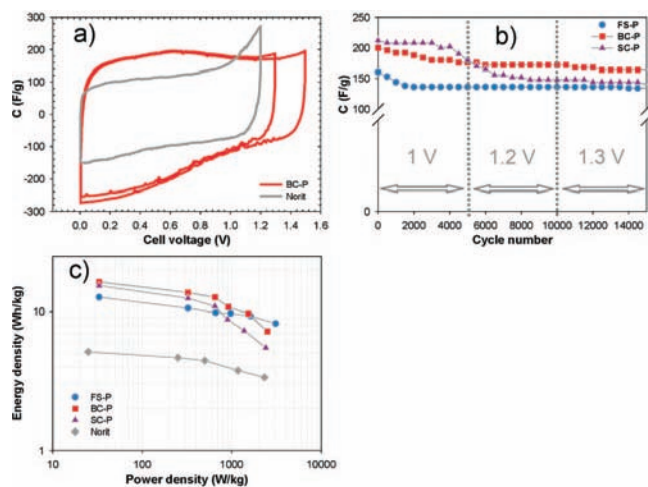 a)
C (F/g)
300
200
100
0
-100
-200
-300
0.0 0.2 0.4 0.6 0.8 1.0 1.2 1.4 1.6
Cell voltage (V)
BC-P
Norit
FS-P BC-P SC-P
b)
C (F/g)
250
200
150
100
0
1 V 1.2 V 1.3 V
0 2000 4000 6000 8000 10000 12000 14000
Cycle number
c)
Energy density (Wh/kg)
10
1
FS-P
BC-P
SC-P
Norit
10 100 1000 10000
Power density (W/kg)